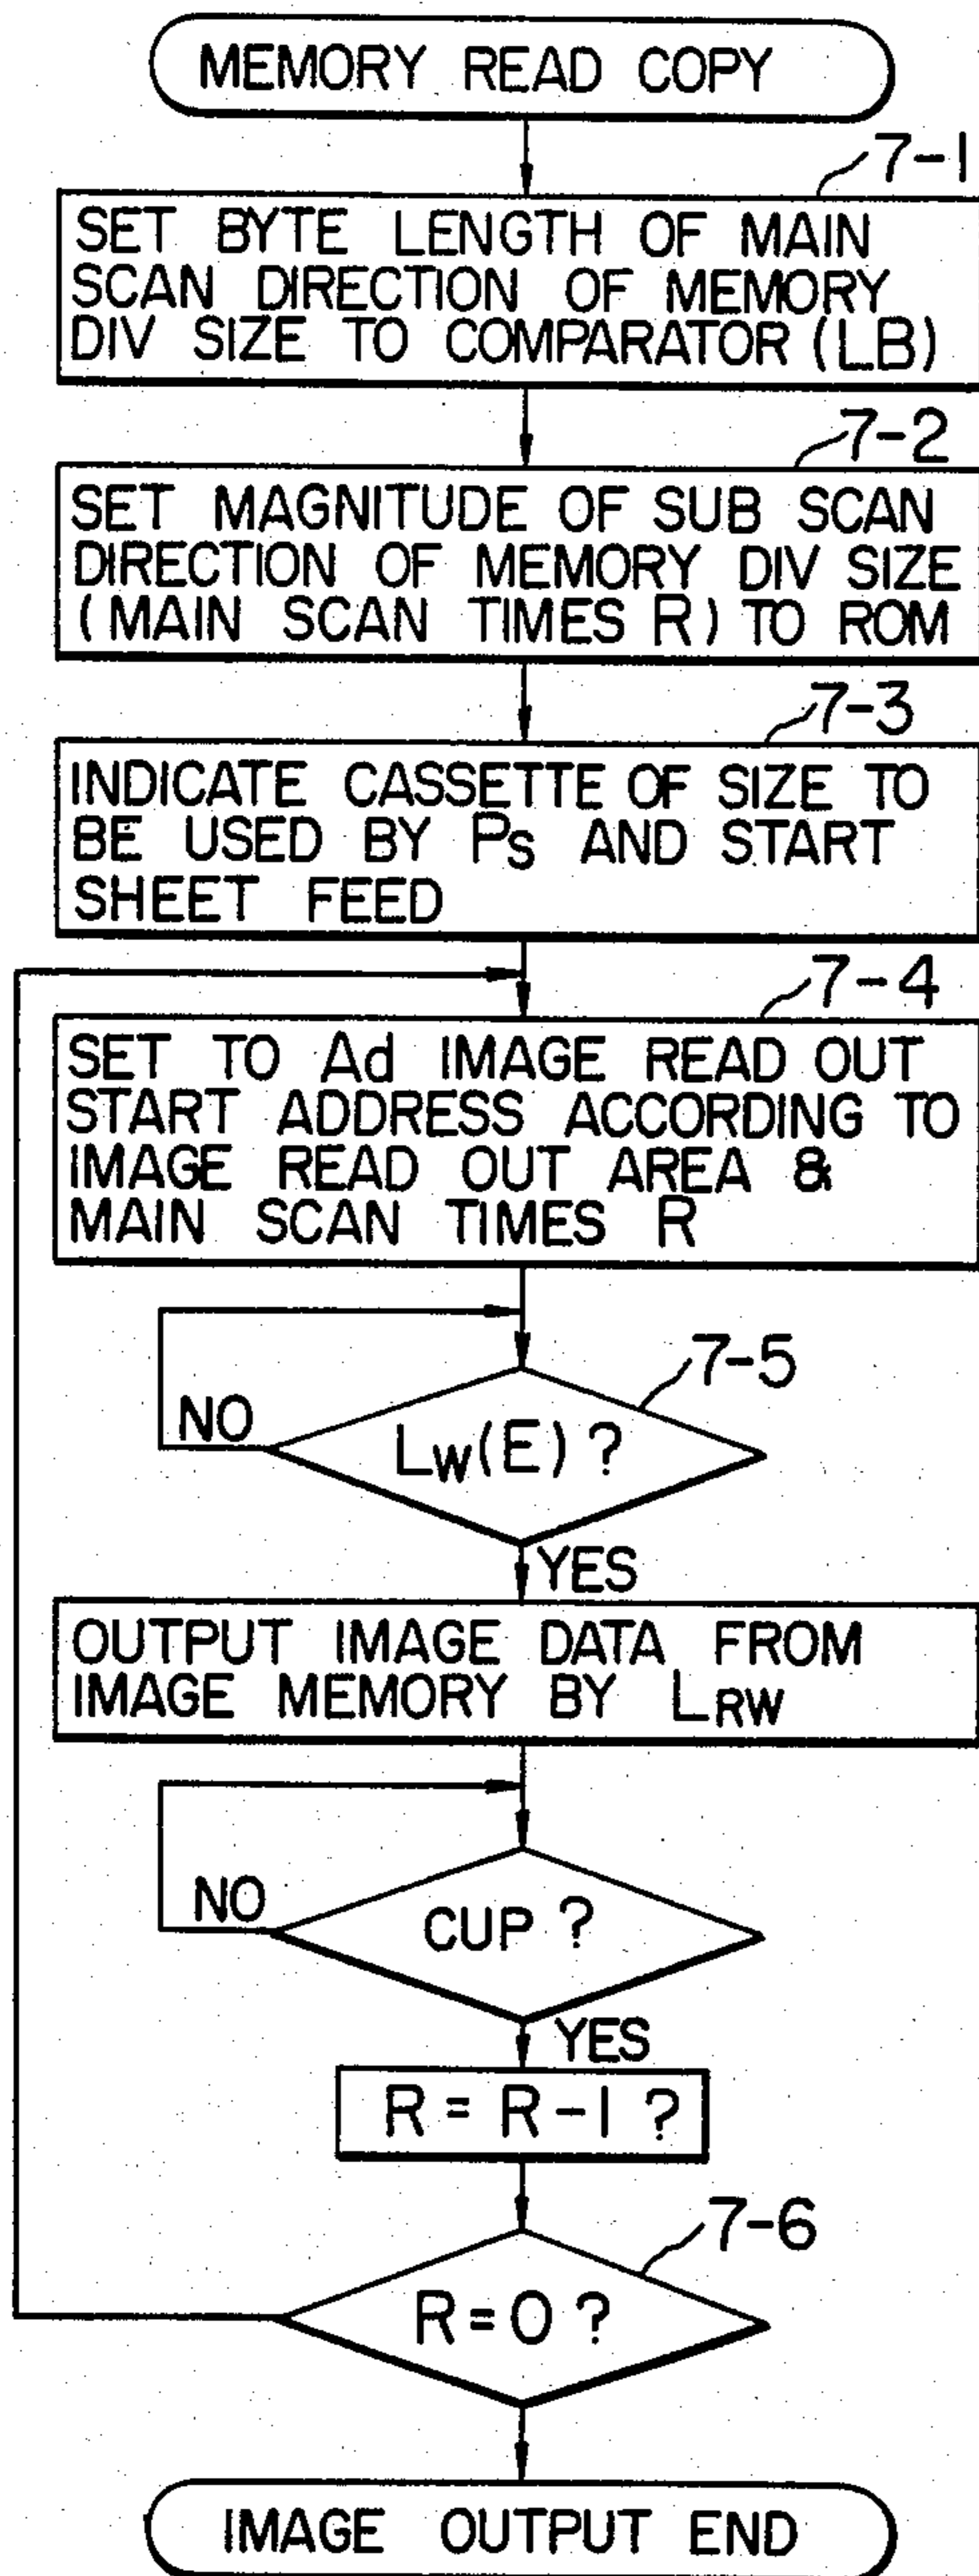 MEMORY READ COPY
7-1
SET BYTE LENGTH OF MAIN
SCAN DIRECTION OF MEMORY
DIV SIZE TO COMPARATOR (LB)
7-2
SET MAGNITUDE OF SUB SCAN
DIRECTION OF MEMORY DIV SIZE
(MAIN SCAN TIMES R) TO ROM
7-3
INDICATE CASSETTE OF SIZE TO
BE USED BY Ps AND START
SHEET FEED
7-4
SET TO Ad IMAGE READ OUT
START ADDRESS ACCORDING TO
IMAGE READ OUT AREA &
MAIN SCAN TIMES R
7-5
NO
LW(E) ?
YES
OUTPUT IMAGE DATA FROM
IMAGE MEMORY BY LRW
NO
CUP ?
YES
R = R - 1 ?
7-6
R = 0 ?
IMAGE OUTPUT END